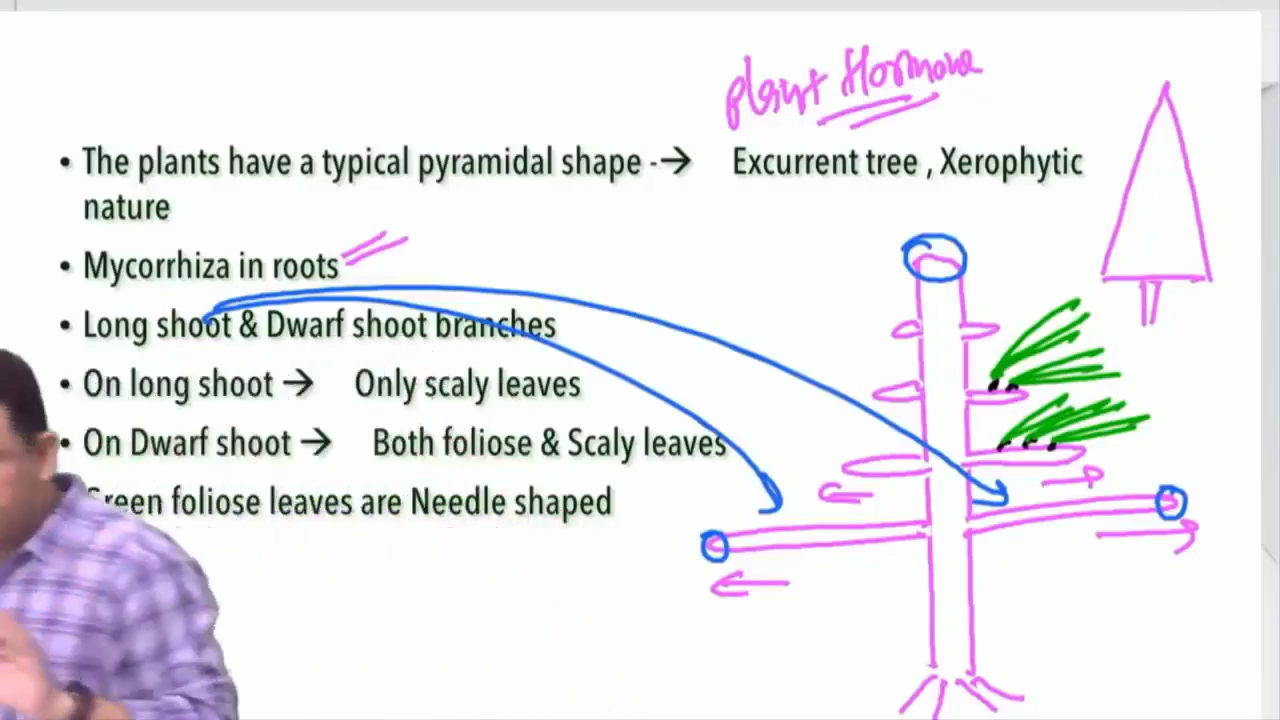 plant Hormone
• The plants have a typical pyramidal shape -→ Excurrent tree , Xerophytic
nature
• Mycorrhiza in roots
• Long shoot & Dwarf shoot branches
• On long shoot → Only scaly leaves
• On Dwarf shoot → Both foliose & Scaly leaves
Green foliose leaves are Needle shaped